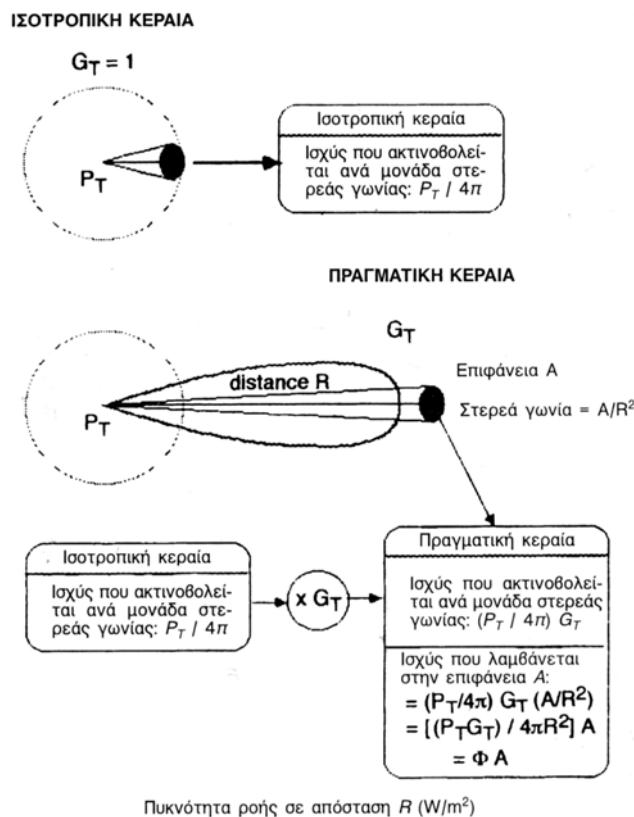 ΙΣΟΤΡΟΠΙΚΗ ΚΕΡΑΙΑ
G_T = 1
P_T
Ισοτροπική κεραία
Ισχύς που ακτινοβολεί-
ται ανά μονάδα στε-
ρεάς γωνίας: P_T / 4π
ΠΡΑΓΜΑΤΙΚΗ ΚΕΡΑΙΑ
G_T
distance R
P_T
Επιφάνεια A
Στερεά γωνία = A/R²
Ισοτροπική κεραία
Ισχύς που ακτινοβολεί-
ται ανά μονάδα στε-
ρεάς γωνίας: P_T / 4π
x G_T
Πραγματική κεραία
Ισχύς που ακτινοβολεί-
ται ανά μονάδα στερεάς
γωνίας: (P_T / 4π) G_T
Ισχύς που λαμβάνεται
στην επιφάνεια A:
= (P_T/4π) G_T (A/R²)
= [(P_TG_T) / 4πR²] A
= Φ A
Πυκνότητα ροής σε απόσταση R (W/m²)